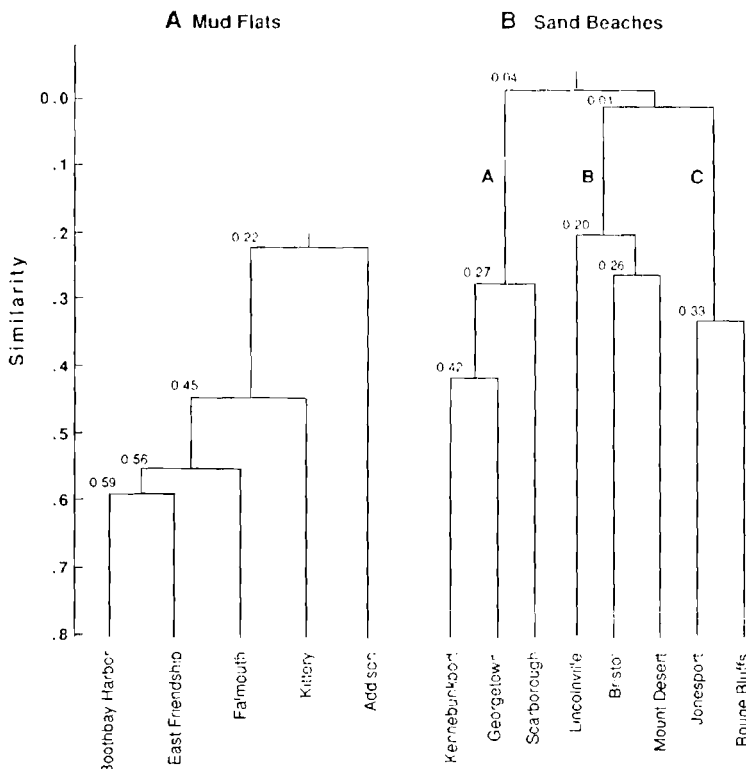 A Mud Flats
B Sand Beaches
Similarity
0.0
.1
.2
.3
.4
.5
.6
.7
.8
0.22
0.45
0.56
0.59
0.04
0.01
A
B
C
0.20
0.26
0.27
0.33
0.42
Boothbay Harbor
East Friendship
Falmouth
Kittery
Addison
Kennebunkport
Georgetown
Scarborough
Lincolnville
Bristol
Mount Desert
Jonesport
Rouge Bluffs